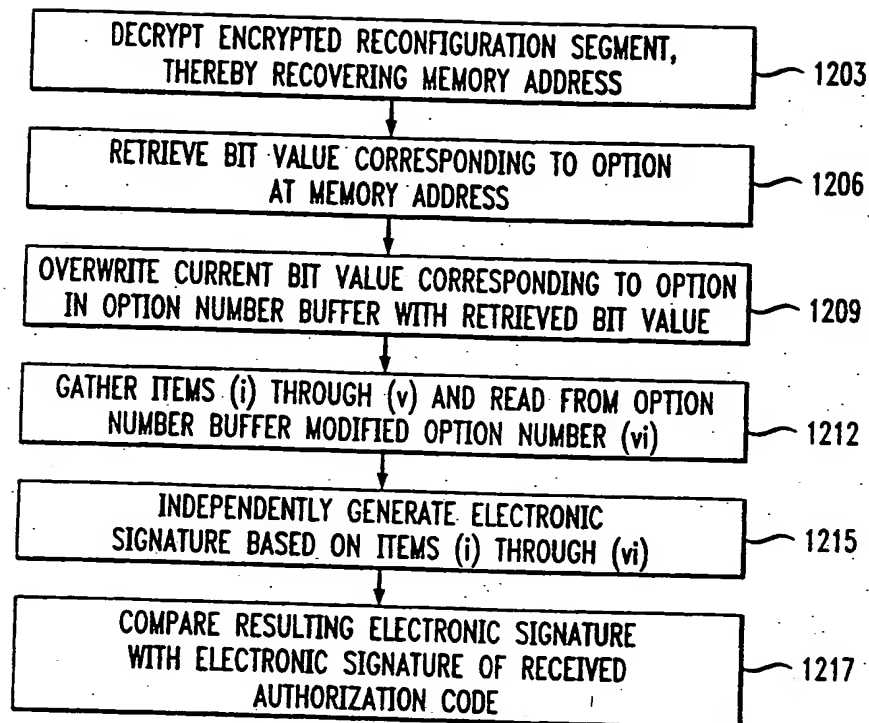 DECRYPT ENCRYPTED RECONFIGURATION SEGMENT,
THEREBY RECOVERING MEMORY ADDRESS
1203
RETRIEVE BIT VALUE CORRESPONDING TO OPTION
AT MEMORY ADDRESS
1206
OVERWRITE CURRENT BIT VALUE CORRESPONDING TO OPTION
IN OPTION NUMBER BUFFER WITH RETRIEVED BIT VALUE
1209
GATHER ITEMS (i) THROUGH (v) AND READ FROM OPTION
NUMBER BUFFER MODIFIED OPTION NUMBER (vi)
1212
INDEPENDENTLY GENERATE ELECTRONIC
SIGNATURE BASED ON ITEMS (i) THROUGH (vi)
1215
COMPARE RESULTING ELECTRONIC SIGNATURE
WITH ELECTRONIC SIGNATURE OF RECEIVED
AUTHORIZATION CODE
1217